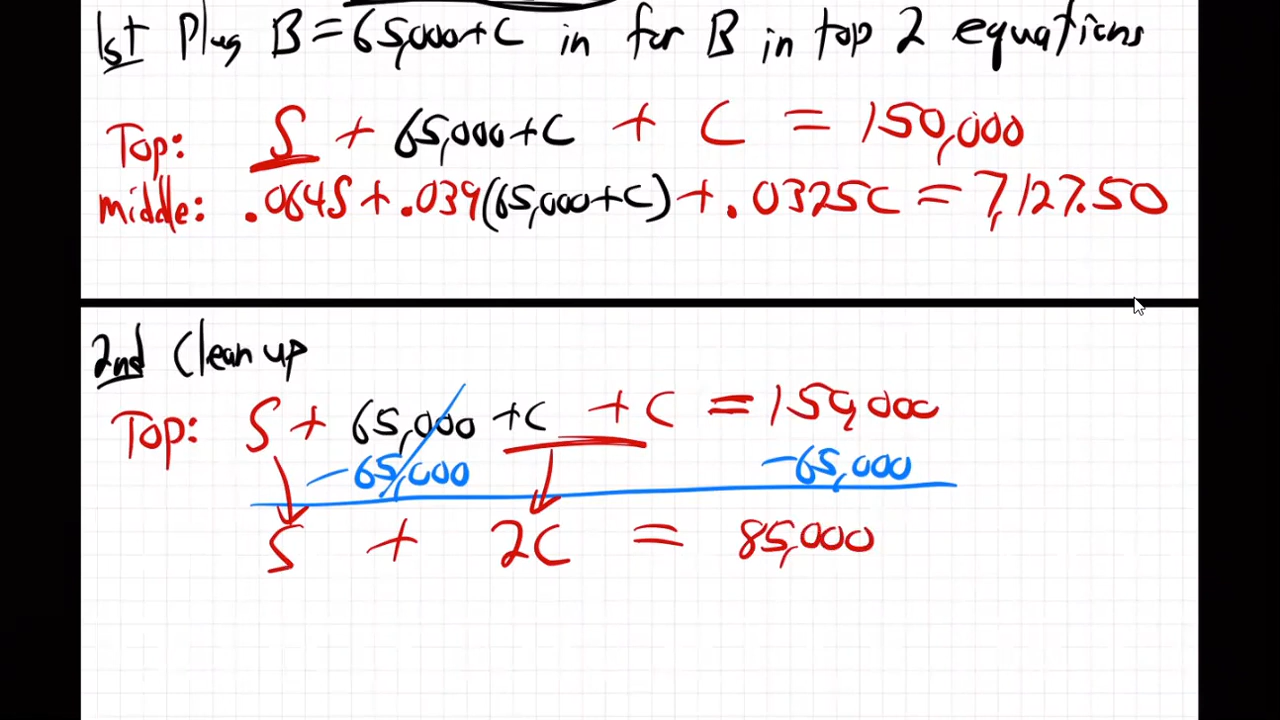 1st Plug B=65,000+C in for B in top 2 equations
Top: S + 65,000+C + C = 150,000
middle: .064S+.039(65,000+C)+.0325C=7,127.50
2nd Clean up
Top: S + 65,000 +C +C = 150,000
-65,000 -65,000
S + 2C = 85,000